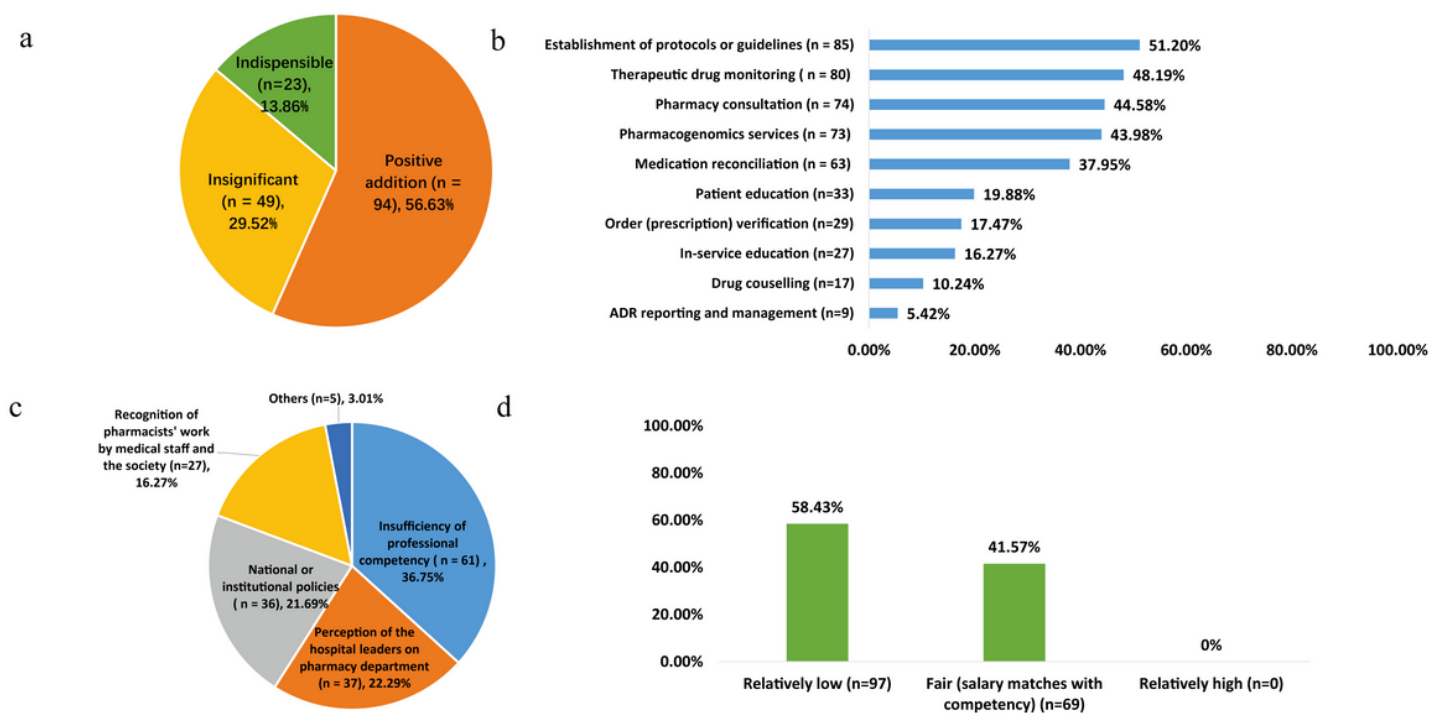 a
Indispensible
(n=23),
13.86%
Insignificant
(n = 49),
29.52%
Positive
addition (n =
94), 56.63%
b
Establishment of protocols or guidelines (n = 85) 51.20%
Therapeutic drug monitoring ( n = 80) 48.19%
Pharmacy consultation (n = 74) 44.58%
Pharmacogenomics services (n = 73) 43.98%
Medication reconciliation (n = 63) 37.95%
Patient education (n=33) 19.88%
Order (prescription) verification (n=29) 17.47%
In-service education (n=27) 16.27%
Drug couselling (n=17) 10.24%
ADR reporting and management (n=9) 5.42%
0.00% 20.00% 40.00% 60.00% 80.00% 100.00%
c
Others (n=5), 3.01%
Recognition of
pharmacists' work
by medical staff and
the society (n=27),
16.27%
Insufficiency of
professional
competency ( n = 61) ,
36.75%
National or
institutional policies
( n = 36), 21.69%
Perception of the
hospital leaders on
pharmacy department
(n = 37), 22.29%
d
100.00%
80.00%
60.00%
40.00%
20.00%
0.00%
58.43%
41.57%
0%
Relatively low (n=97)
Fair (salary matches with
competency) (n=69)
Relatively high (n=0)